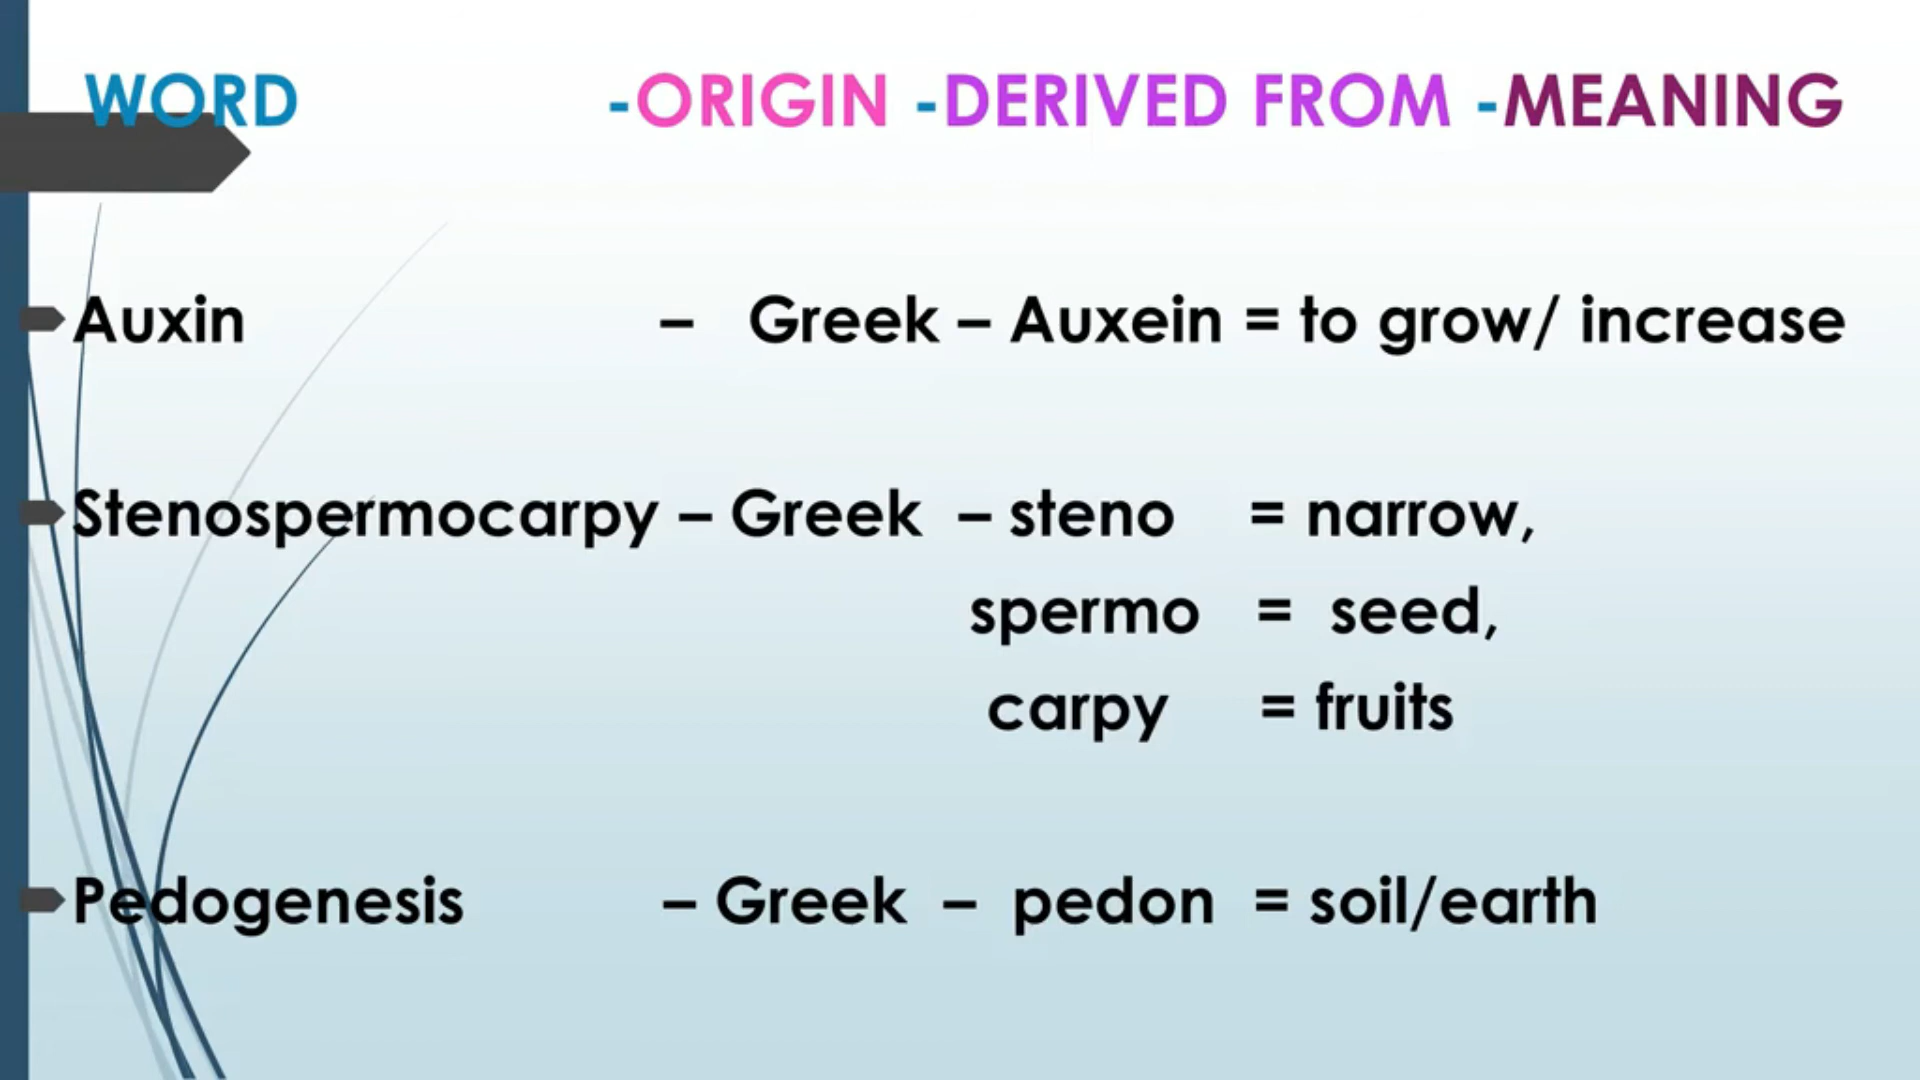 WORD -ORIGIN -DERIVED FROM -MEANING
Auxin – Greek – Auxein = to grow/ increase
Stenospermocarpy – Greek – steno = narrow,
spermo = seed,
carpy = fruits
Pedogenesis – Greek – pedon = soil/earth